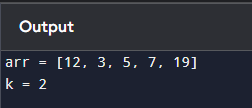 Output
arr = [12, 3, 5, 7, 19]
k = 2